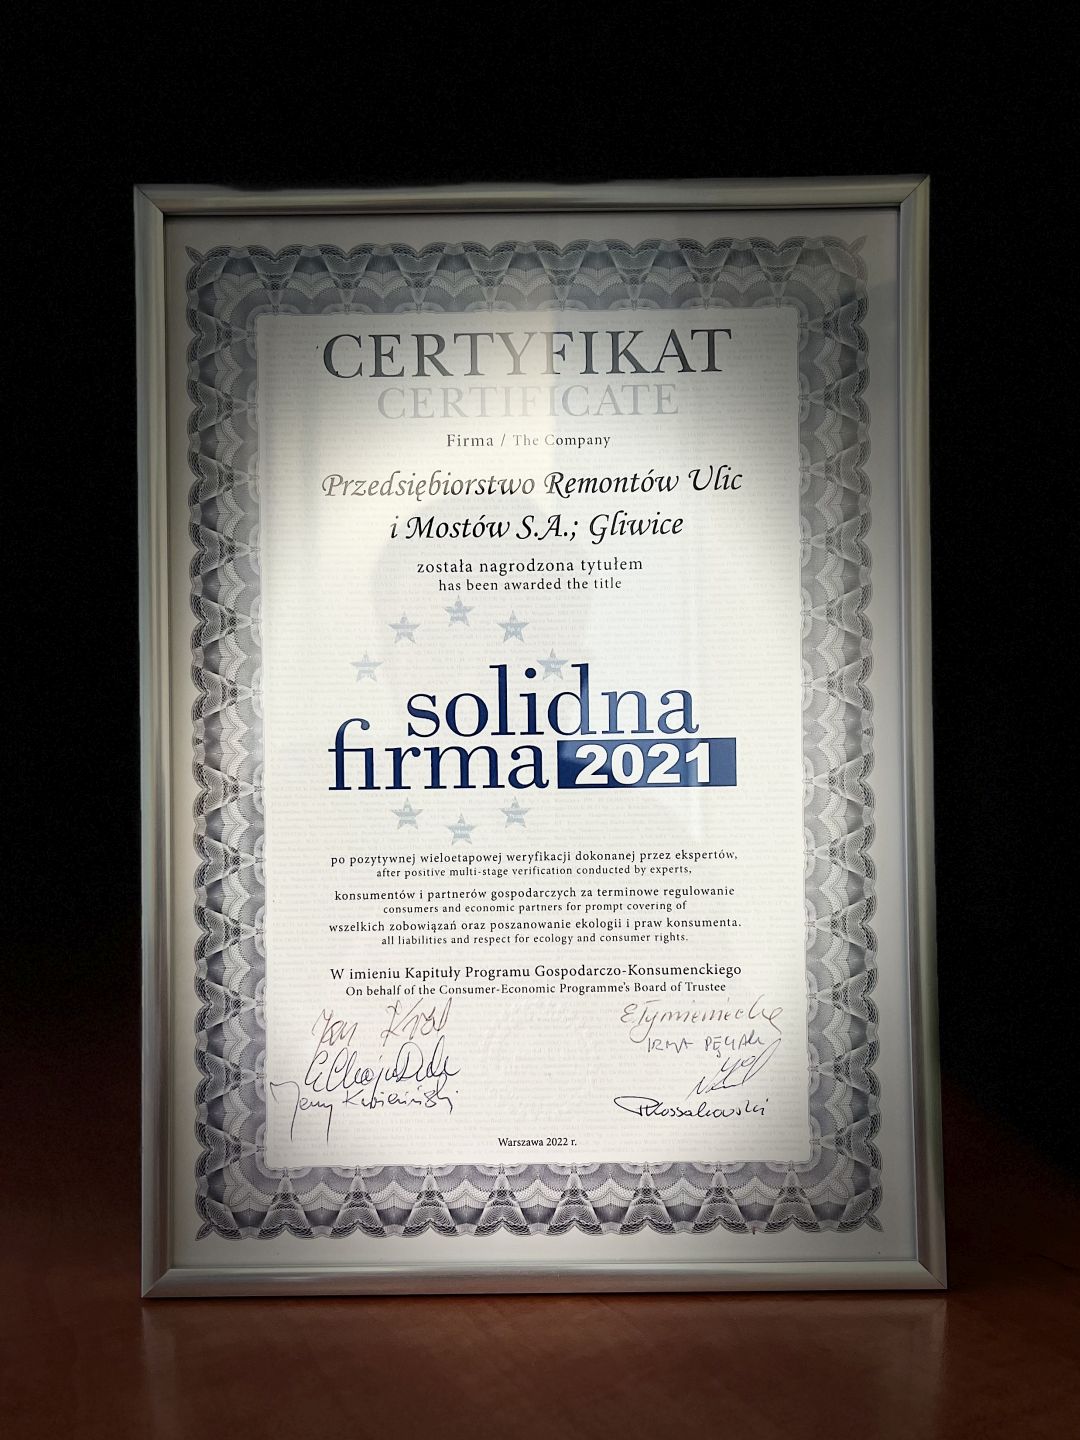 CERTYFIKAT
CERTIFICATE
Firma / The Company
Przedsiębiorstwo Remontów Ulic
i Mostów S.A.; Gliwice
została nagrodzona tytułem
has been awarded the title
solidna
firma 2021
po pozytywnej wieloetapowej weryfikacji dokonanej przez ekspertów,
after positive multi-stage verification conducted by experts,
konsumentów i partnerów gospodarczych za terminowe regulowanie
consumers and economic partners for prompt covering of
wszelkich zobowiązań oraz poszanowanie ekologii i praw konsumenta.
all liabilities and respect for ecology and consumer rights.
W imieniu Kapituły Programu Gospodarczo-Konsumenckiego
On behalf of the Consumer-Economic Programme's Board of Trustee
IRMA
Warszawa 2022 r.